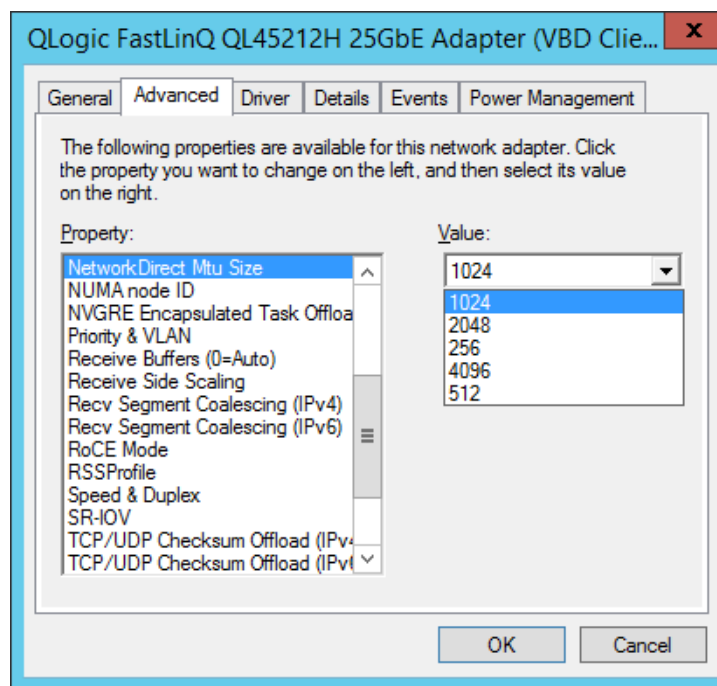 QLogic FastLinQ QL45212H 25GbE Adapter (VBD Clie... x
General Advanced Driver Details Events Power Management
The following properties are available for this network adapter. Click
the property you want to change on the left, and then select its value
on the right.
Property:
NetworkDirect Mtu Size
NUMA node ID
NVGRE Encapsulated Task Offloa
Priority & VLAN
Receive Buffers (0=Auto)
Receive Side Scaling
Recv Segment Coalescing (IPv4)
Recv Segment Coalescing (IPv6)
RoCE Mode
RSSProfile
Speed & Duplex
SR-IOV
TCP/UDP Checksum Offload (IPv4
TCP/UDP Checksum Offload (IPv6
Value:
1024
1024
2048
256
4096
512
OK Cancel